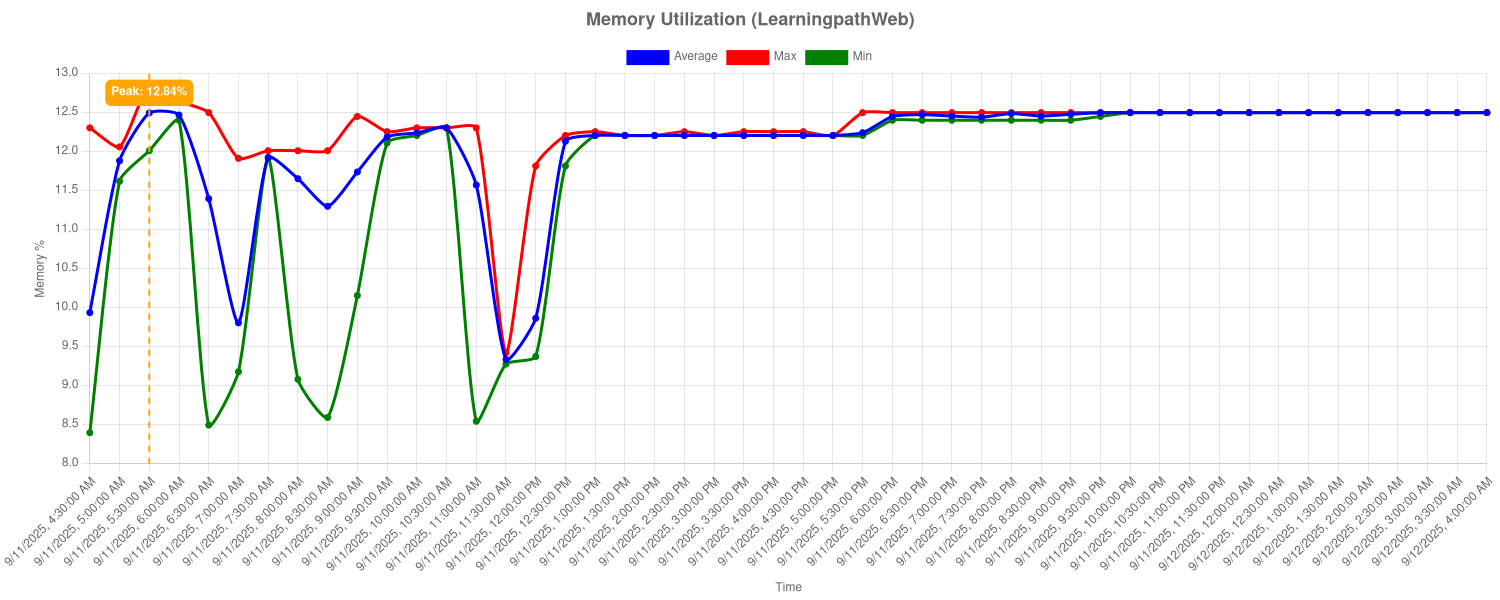 Memory Utilization (LearningpathWeb)
Average Max Min
Peak: 12.84%
13.0
12.5
12.0
11.5
11.0
10.5
10.0
9.5
9.0
8.5
8.0
Memory %
9/11/2025, 4:30:00 AM
9/11/2025, 5:00:00 AM
9/11/2025, 5:30:00 AM
9/11/2025, 6:00:00 AM
9/11/2025, 6:30:00 AM
9/11/2025, 7:00:00 AM
9/11/2025, 7:30:00 AM
9/11/2025, 8:00:00 AM
9/11/2025, 8:30:00 AM
9/11/2025, 9:00:00 AM
9/11/2025, 9:30:00 AM
9/11/2025, 10:00:00 AM
9/11/2025, 10:30:00 AM
9/11/2025, 11:00:00 AM
9/11/2025, 11:30:00 AM
9/11/2025, 12:00:00 PM
9/11/2025, 12:30:00 PM
9/11/2025, 1:00:00 PM
9/11/2025, 1:30:00 PM
9/11/2025, 2:00:00 PM
9/11/2025, 2:30:00 PM
9/11/2025, 3:00:00 PM
9/11/2025, 3:30:00 PM
9/11/2025, 4:00:00 PM
9/11/2025, 4:30:00 PM
9/11/2025, 5:00:00 PM
9/11/2025, 5:30:00 PM
9/11/2025, 6:00:00 PM
9/11/2025, 6:30:00 PM
9/11/2025, 7:00:00 PM
9/11/2025, 7:30:00 PM
9/11/2025, 8:00:00 PM
9/11/2025, 8:30:00 PM
9/11/2025, 9:00:00 PM
9/11/2025, 9:30:00 PM
9/11/2025, 10:00:00 PM
9/11/2025, 10:30:00 PM
9/11/2025, 11:00:00 PM
9/11/2025, 11:30:00 PM
9/12/2025, 12:00:00 AM
9/12/2025, 12:30:00 AM
9/12/2025, 1:00:00 AM
9/12/2025, 1:30:00 AM
9/12/2025, 2:00:00 AM
9/12/2025, 2:30:00 AM
9/12/2025, 3:00:00 AM
9/12/2025, 3:30:00 AM
9/12/2025, 4:00:00 AM
Time